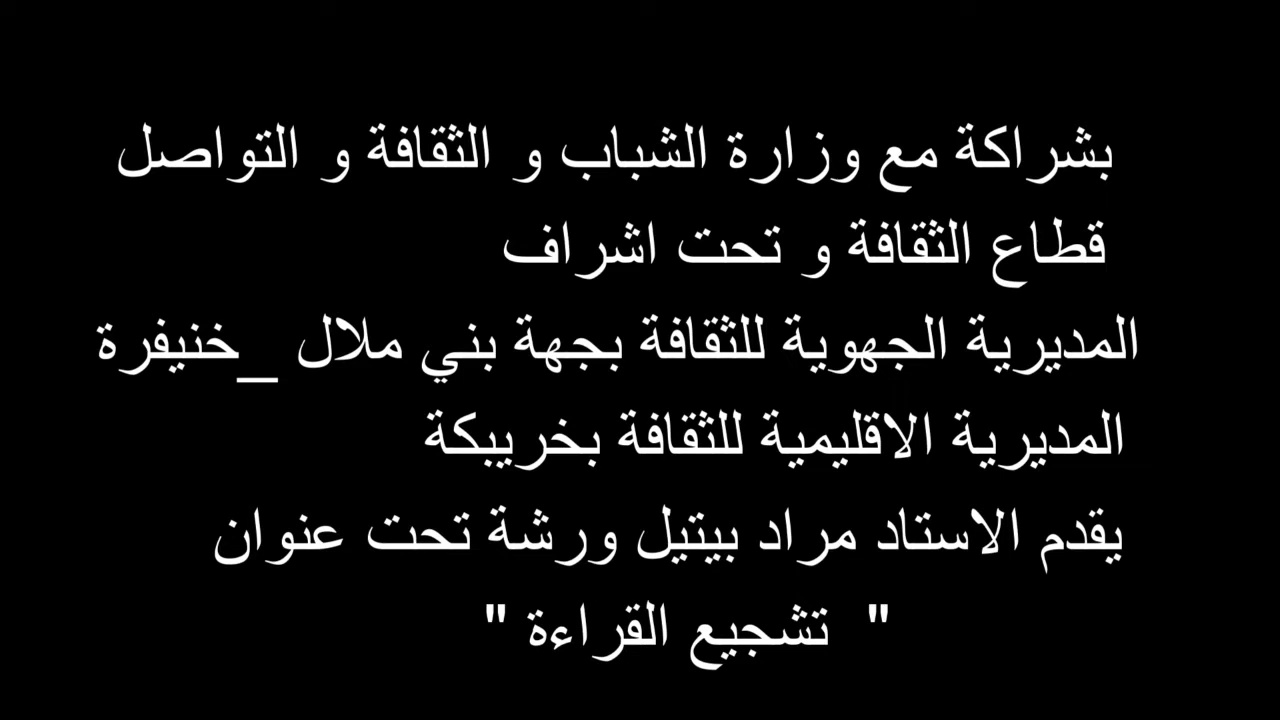 بشراكة مع وزارة الشباب و الثقافة و التواصل
قطاع الثقافة و تحت اشراف
المديرية الجهوية للثقافة بجهة بني ملال _خنيفرة
المديرية الاقليمية للثقافة بخريبكة
يقدم الاستاد مراد بيتيل ورشة تحت عنوان
" تشجيع القراءة "